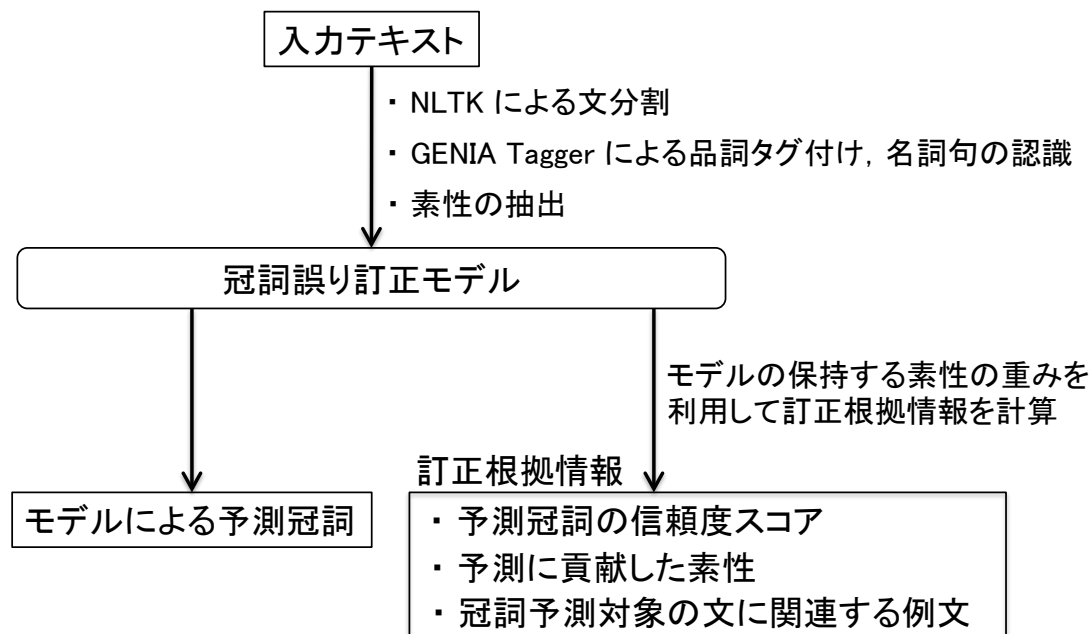 入力テキスト
・ NLTK による文分割
・ GENIA Tagger による品詞タグ付け, 名詞句の認識
・ 素性の抽出
冠詞誤り訂正モデル
モデルの保持する素性の重みを
利用して訂正根拠情報を計算
訂正根拠情報
モデルによる予測冠詞
・ 予測冠詞の信頼度スコア
・ 予測に貢献した素性
・ 冠詞予測対象の文に関連する例文